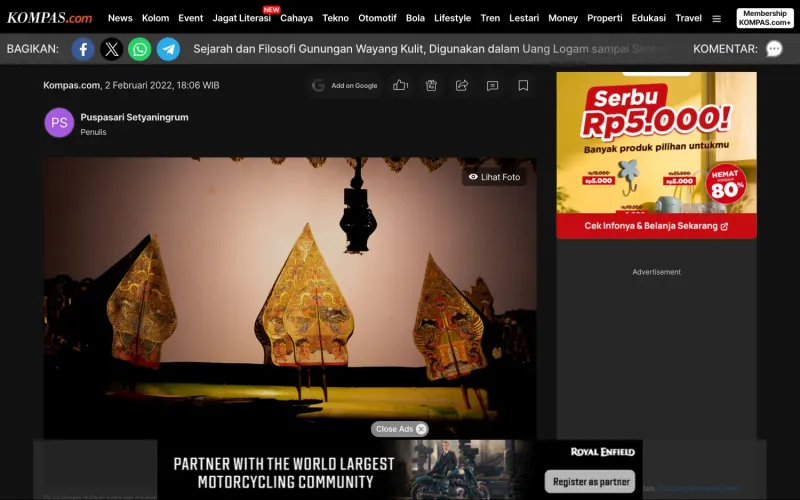 KOMPAS.com
News Kolom Event Jagat Literasi NEW Cahaya Tekno Otomotif Bola Lifestyle Tren Lestari Money Properti Edukasi Travel
Membership
KOMPAS.com+
BAGIKAN:
Sejarah dan Filosofi Gunungan Wayang Kulit, Digunakan dalam Uang Logam sampai
KOMENTAR:
Kompas.com, 2 Februari 2022, 18:06 WIB
Add on Google
1
PS
Puspasari Setyaningrum
Penulis
Lihat Foto
Serbu
Rp5.000!
Banyak produk pilihan untukmu
Rp5.000
Rp5.000
HEMAT
80%
Cek Infonya & Belanja Sekarang
Advertisement
Close Ads
PARTNER WITH THE WORLD LARGEST
MOTORCYCLING COMMUNITY
ROYAL ENFIELD
Register as partner